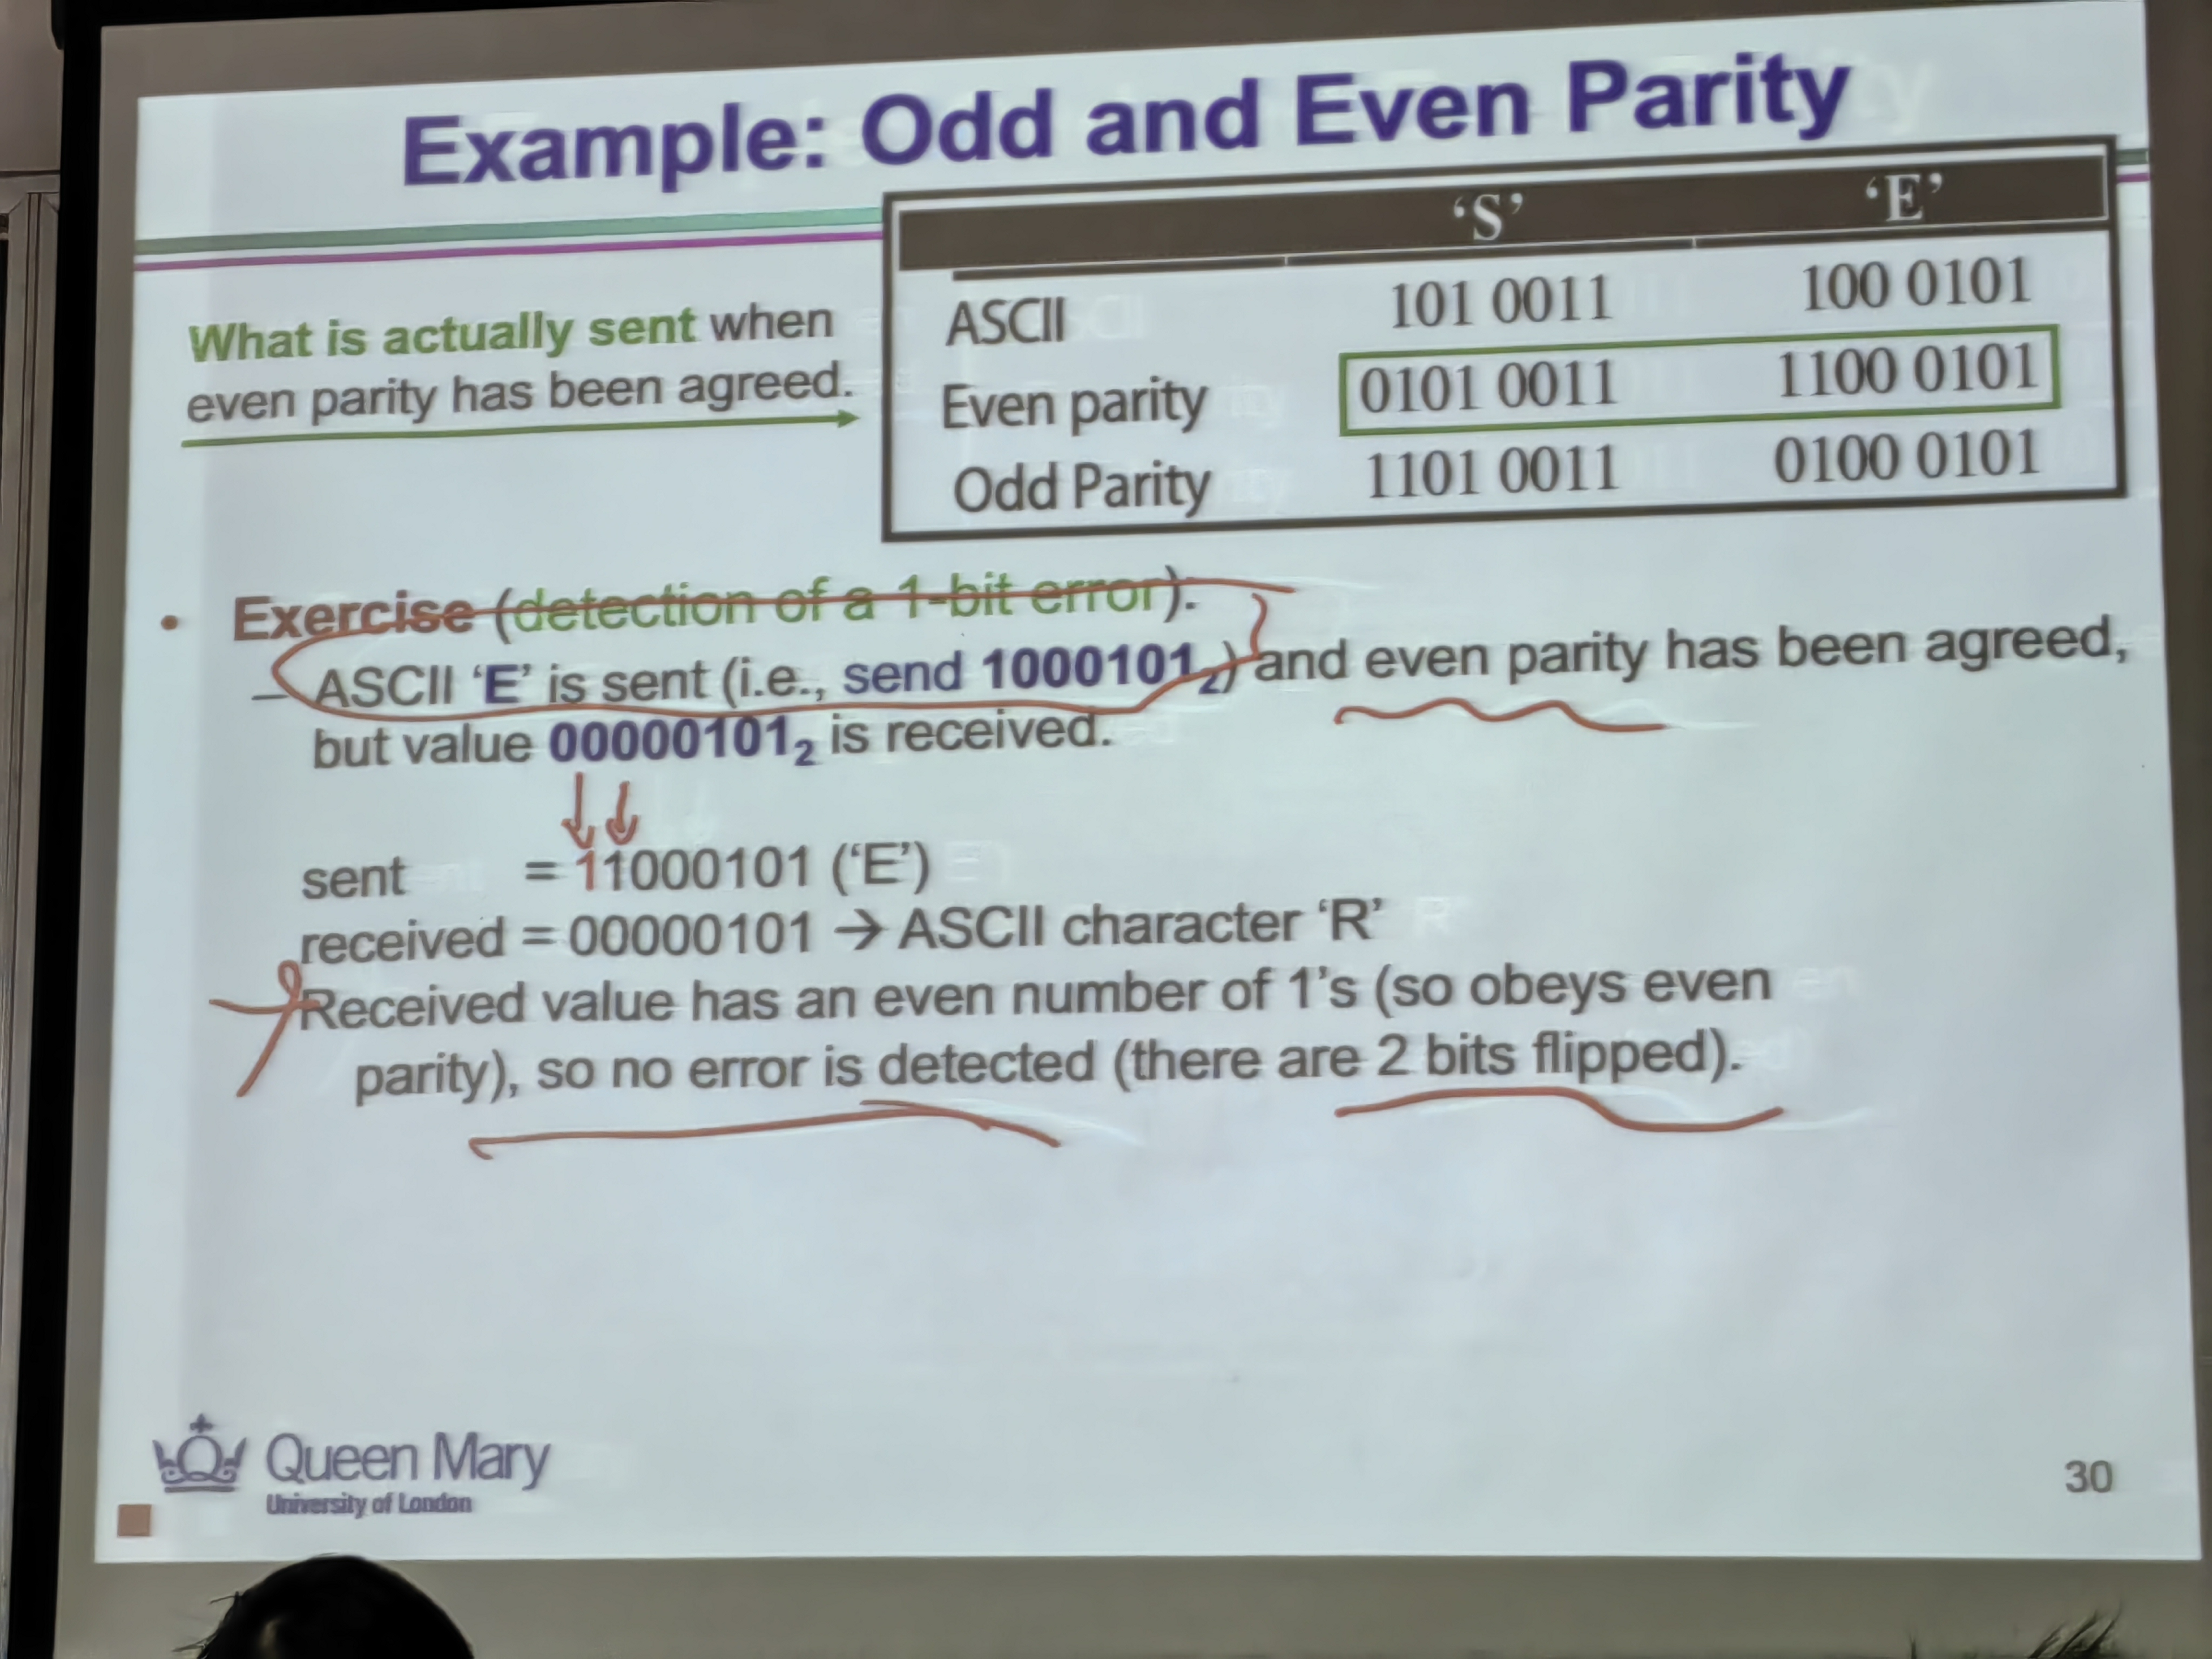 Example: Odd and Even Parity
‘S’ ‘E’
What is actually sent when
even parity has been agreed.
ASCII 101 0011 100 0101
Even parity 0101 0011 1100 0101
Odd Parity 1101 0011 0100 0101
• Exercise (detection of a 1-bit error):
– ASCII ‘E’ is sent (i.e., send 1000101₂) and even parity has been agreed,
but value 00000101₂ is received.
sent = 11000101 (‘E’)
received = 00000101 → ASCII character ‘R’
Received value has an even number of 1’s (so obeys even
parity), so no error is detected (there are 2 bits flipped).
Queen Mary
University of London
30